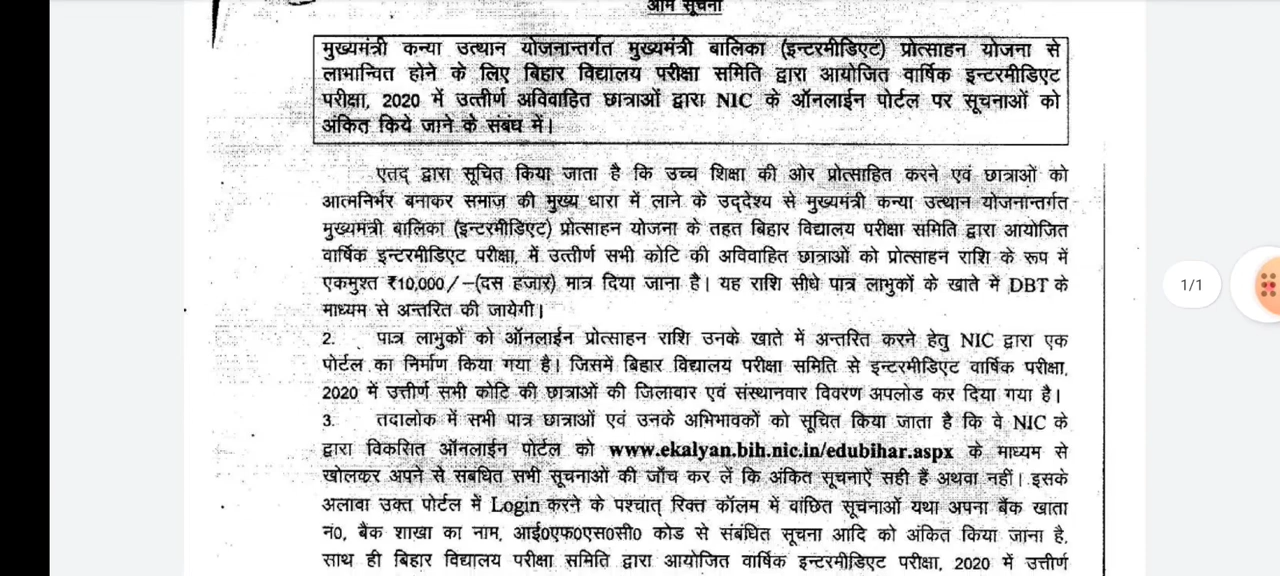 आम सूचना
मुख्यमंत्री कन्या उत्थान योजनान्तर्गत मुख्यमंत्री बालिका (इन्टरमीडिएट) प्रोत्साहन योजना से
लाभान्वित होने के लिए बिहार विद्यालय परीक्षा समिति द्वारा आयोजित वार्षिक इन्टरमीडिएट
परीक्षा, 2020 में उत्तीर्ण अविवाहित छात्राओं द्वारा NIC के ऑनलाईन पोर्टल पर सूचनाओं को
अंकित किये जाने के संबंध में।
एतद् द्वारा सूचित किया जाता है कि उच्च शिक्षा की ओर प्रोत्साहित करने एवं छात्राओं को
आत्मनिर्भर बनाकर समाज की मुख्य धारा में लाने के उद्देश्य से मुख्यमंत्री कन्या उत्थान योजनान्तर्गत
मुख्यमंत्री बालिका (इन्टरमीडिएट) प्रोत्साहन योजना के तहत बिहार विद्यालय परीक्षा समिति द्वारा आयोजित
वार्षिक इन्टरमीडिएट परीक्षा, में उत्तीर्ण सभी कोटि की अविवाहित छात्राओं को प्रोत्साहन राशि के रूप में
एकमुश्त ₹10,000/-(दस हजार) मात्र दिया जाना है। यह राशि सीधे पात्र लाभुकों के खाते में DBT के
माध्यम से अन्तरित की जायेगी।
2. पात्र लाभुकों को ऑनलाईन प्रोत्साहन राशि उनके खाते में अन्तरित करने हेतु NIC द्वारा एक
पोर्टल का निर्माण किया गया है। जिसमें बिहार विद्यालय परीक्षा समिति से इन्टरमीडिएट वार्षिक परीक्षा,
2020 में उत्तीर्ण सभी कोटि की छात्राओं की जिलावार एवं संस्थानवार विवरण अपलोड कर दिया गया है।
3. तदालोक में सभी पात्र छात्राओं एवं उनके अभिभावकों को सूचित किया जाता है कि वे NIC के
द्वारा विकसित ऑनलाईन पोर्टल को www.ekalyan.bih.nic.in/edubihar.aspx के माध्यम से
खोलकर अपने से संबंधित सभी सूचनाओं की जाँच कर लें कि अंकित सूचनाऐं सही हैं अथवा नहीं। इसके
अलावा उक्त पोर्टल में Login करने के पश्चात् रिक्त कॉलम में वांछित सूचनाओं यथा अपना बैंक खाता
नं0, बैंक शाखा का नाम, आई0एफ0एस0सी0 कोड से संबंधित सूचना आदि को अंकित किया जाना है,
साथ ही बिहार विद्यालय परीक्षा समिति द्वारा आयोजित वार्षिक इन्टरमीडिएट परीक्षा, 2020 में उत्तीर्ण
1/1